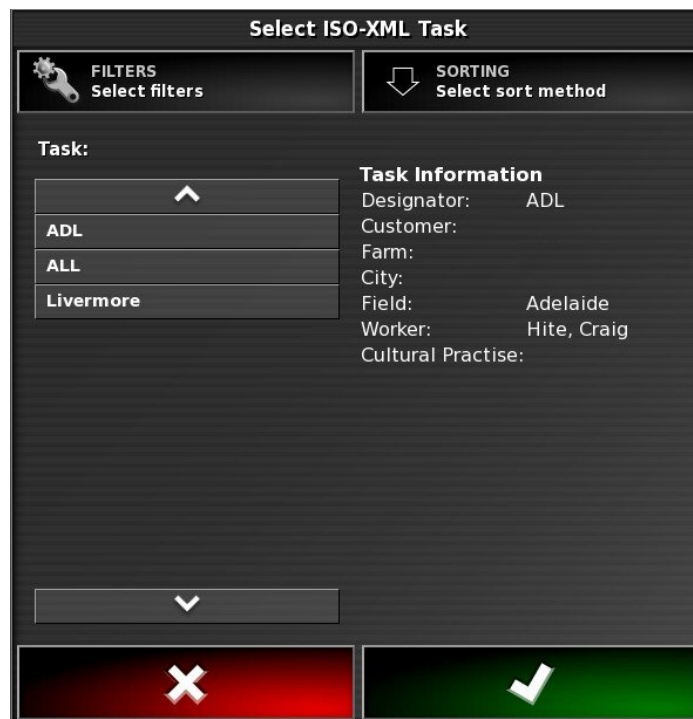 Select ISO-XML Task
FILTERS
Select filters
SORTING
Select sort method
Task:
ADL
ALL
Livermore
Task Information
Designator: ADL
Customer:
Farm:
City:
Field: Adelaide
Worker: Hite, Craig
Cultural Practise: